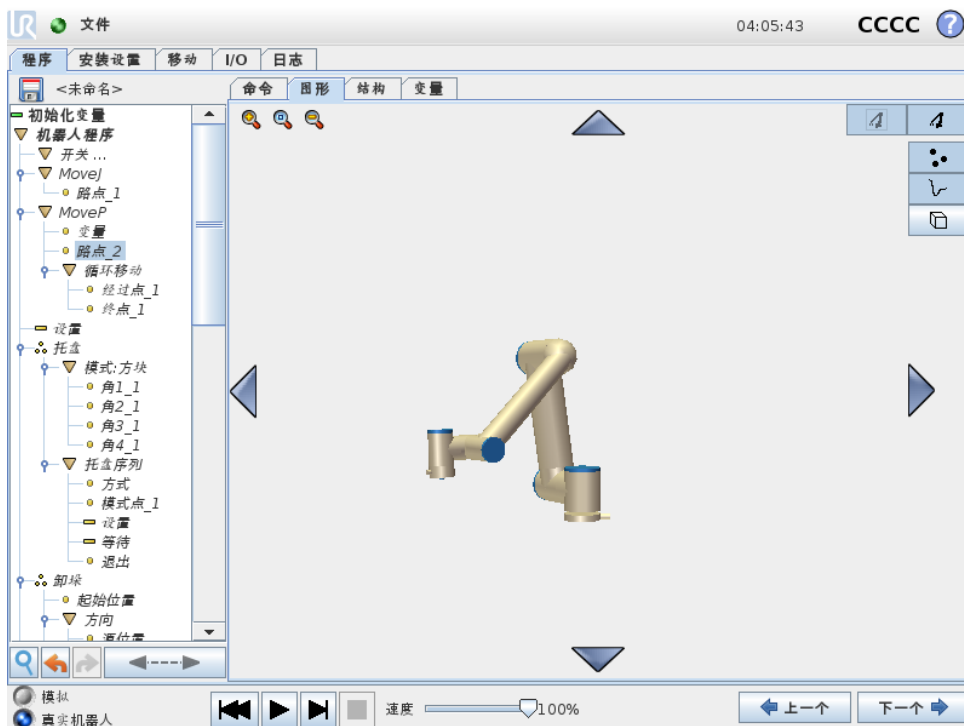 UR 文件 04:05:43 CCCC ?
程序 安装设置 移动 I/O 日志
<未命名> 命令 图形 结构 变量
初始化变量
机器人程序
开关 ...
MoveJ
路点_1
MoveP
变量
路点_2
循环移动
经过点_1
终点_1
设置
托盘
模式:方块
角1_1
角2_1
角3_1
角4_1
托盘序列
方式
模式点_1
设置
等待
退出
卸垛
起始位置
方向
源位置
模拟
真实机器人
速度 100% 上一个 下一个